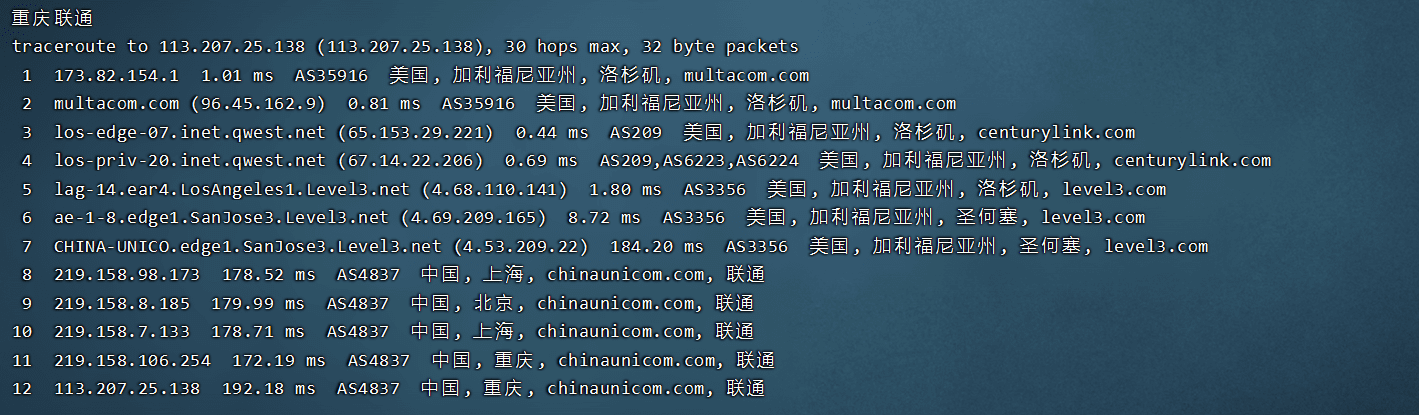 重庆联通
traceroute to 113.207.25.138 (113.207.25.138), 30 hops max, 32 byte packets
1 173.82.154.1 1.01 ms AS35916 美国, 加利福尼亚州, 洛杉矶, multacom.com
2 multacom.com (96.45.162.9) 0.81 ms AS35916 美国, 加利福尼亚州, 洛杉矶, multacom.com
3 los-edge-07.inet.qwest.net (65.153.29.221) 0.44 ms AS209 美国, 加利福尼亚州, 洛杉矶, centurylink.com
4 los-priv-20.inet.qwest.net (67.14.22.206) 0.69 ms AS209,AS6223,AS6224 美国, 加利福尼亚州, 洛杉矶, centurylink.com
5 lag-14.ear4.LosAngeles1.Level3.net (4.68.110.141) 1.80 ms AS3356 美国, 加利福尼亚州, 洛杉矶, level3.com
6 ae-1-8.edge1.SanJose3.Level3.net (4.69.209.165) 8.72 ms AS3356 美国, 加利福尼亚州, 圣何塞, level3.com
7 CHINA-UNICO.edge1.SanJose3.Level3.net (4.53.209.22) 184.20 ms AS3356 美国, 加利福尼亚州, 圣何塞, level3.com
8 219.158.98.173 178.52 ms AS4837 中国, 上海, chinaunicom.com, 联通
9 219.158.8.185 179.99 ms AS4837 中国, 北京, chinaunicom.com, 联通
10 219.158.7.133 178.71 ms AS4837 中国, 上海, chinaunicom.com, 联通
11 219.158.106.254 172.19 ms AS4837 中国, 重庆, chinaunicom.com, 联通
12 113.207.25.138 192.18 ms AS4837 中国, 重庆, chinaunicom.com, 联通